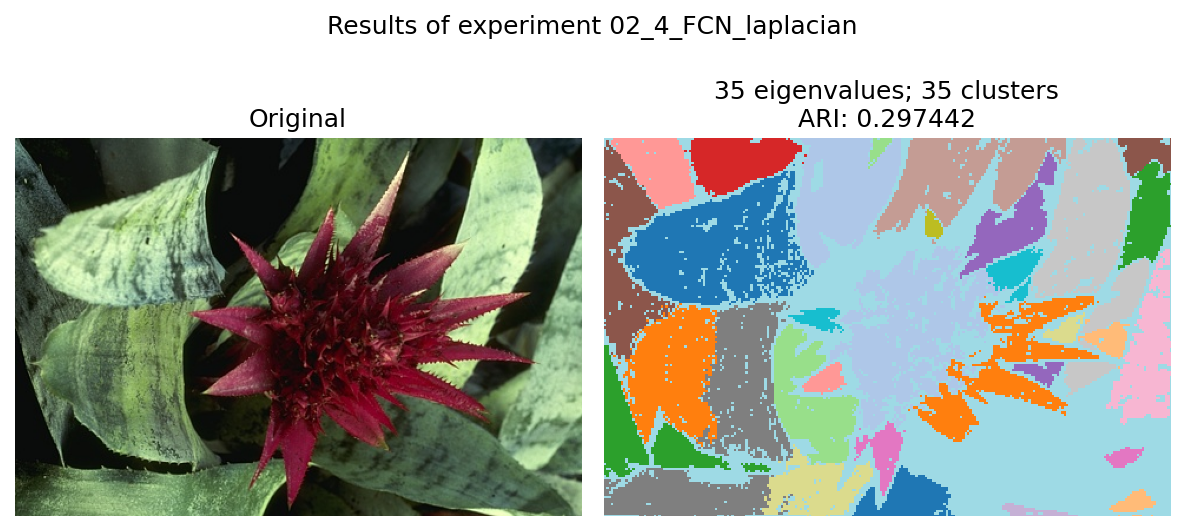 Results of experiment 02_4_FCN_laplacian
Original
35 eigenvalues; 35 clusters
ARI: 0.297442